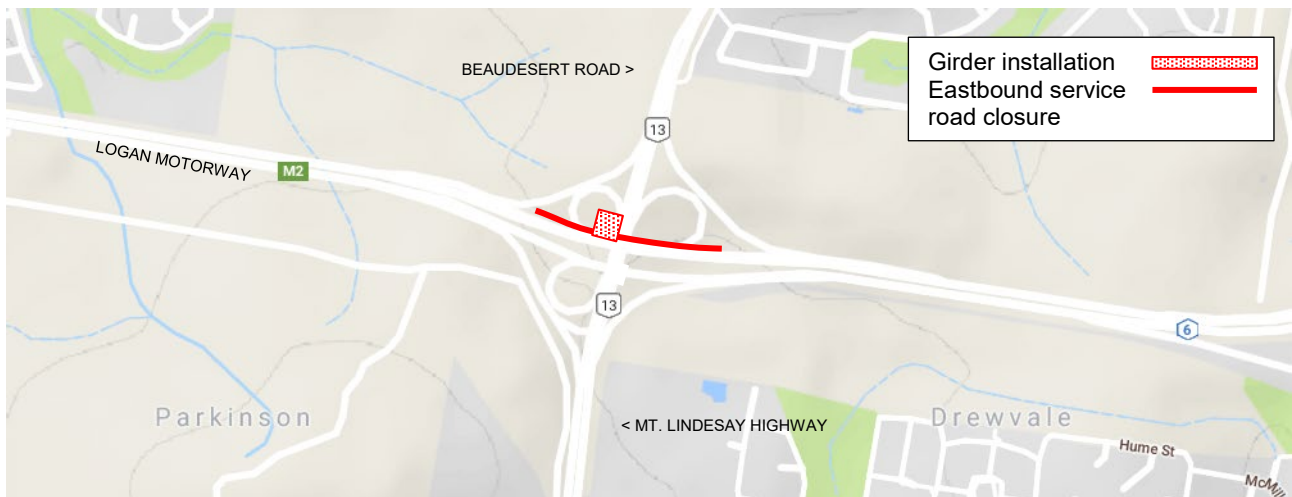 BEAUDESERT ROAD >
Girder installation
Eastbound service
road closure
13
LOGAN MOTORWAY
M2
13
6
Parkinson
< MT. LINDESAY HIGHWAY
Drewvale
Hume St